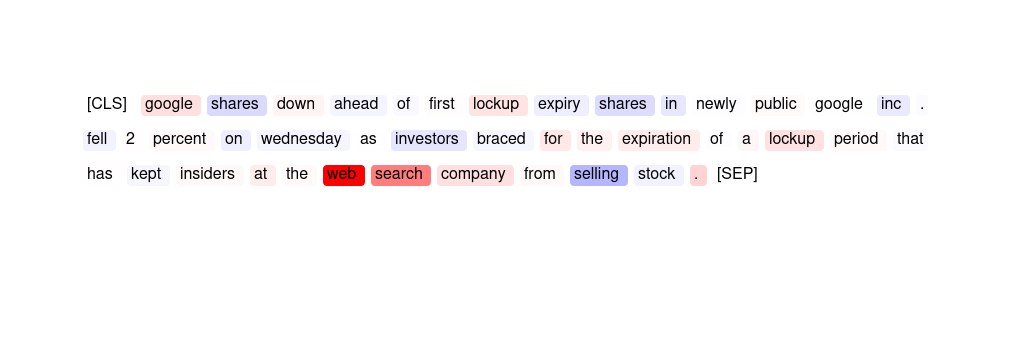 [CLS] google shares down ahead of first lockup expiry shares in newly public google inc .
fell 2 percent on wednesday as investors braced for the expiration of a lockup period that
has kept insiders at the web search company from selling stock . [SEP]